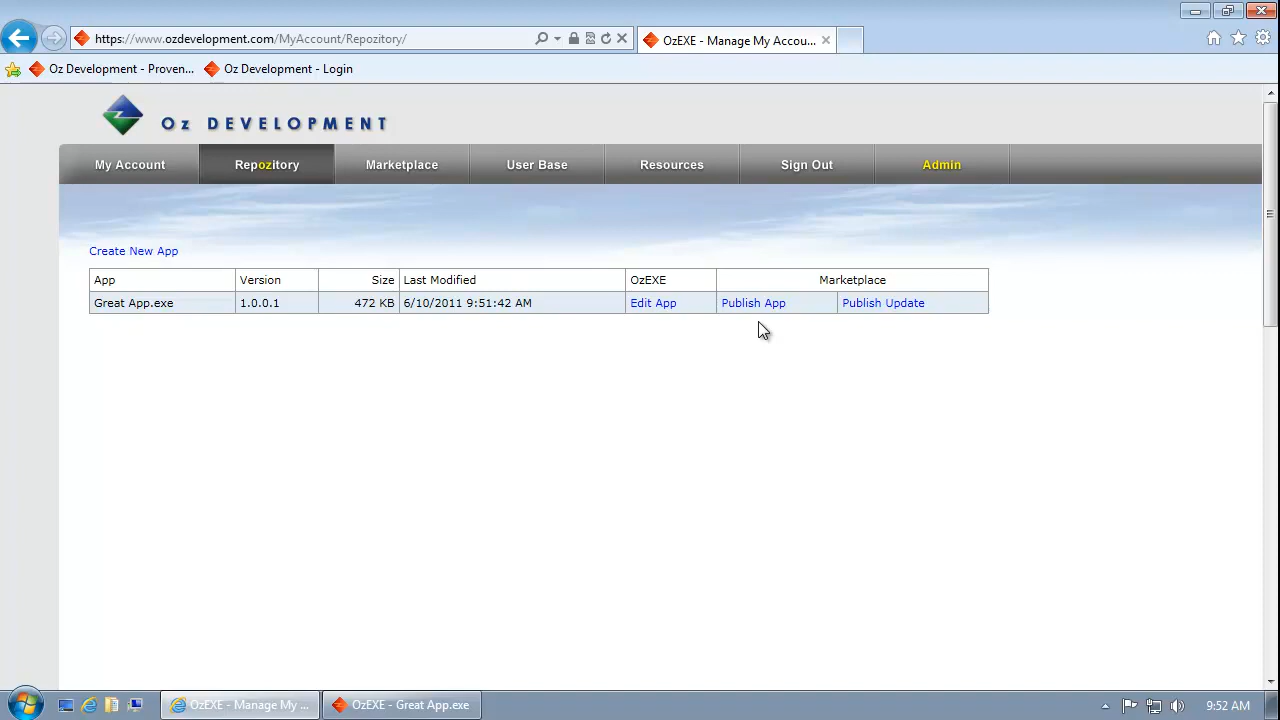 https://www.ozdevelopment.com/MyAccount/Repozitory/
OzEXE - Manage My Accou...
Oz Development - Proven...
Oz Development - Login
Oz DEVELOPMENT
My Account
Repozitory
Marketplace
User Base
Resources
Sign Out
Admin
Create New App
App Version Size Last Modified OzEXE Marketplace
Great App.exe 1.0.0.1 472 KB 6/10/2011 9:51:42 AM Edit App Publish App Publish Update
OzEXE - Manage My ...
OzEXE - Great App.exe
9:52 AM